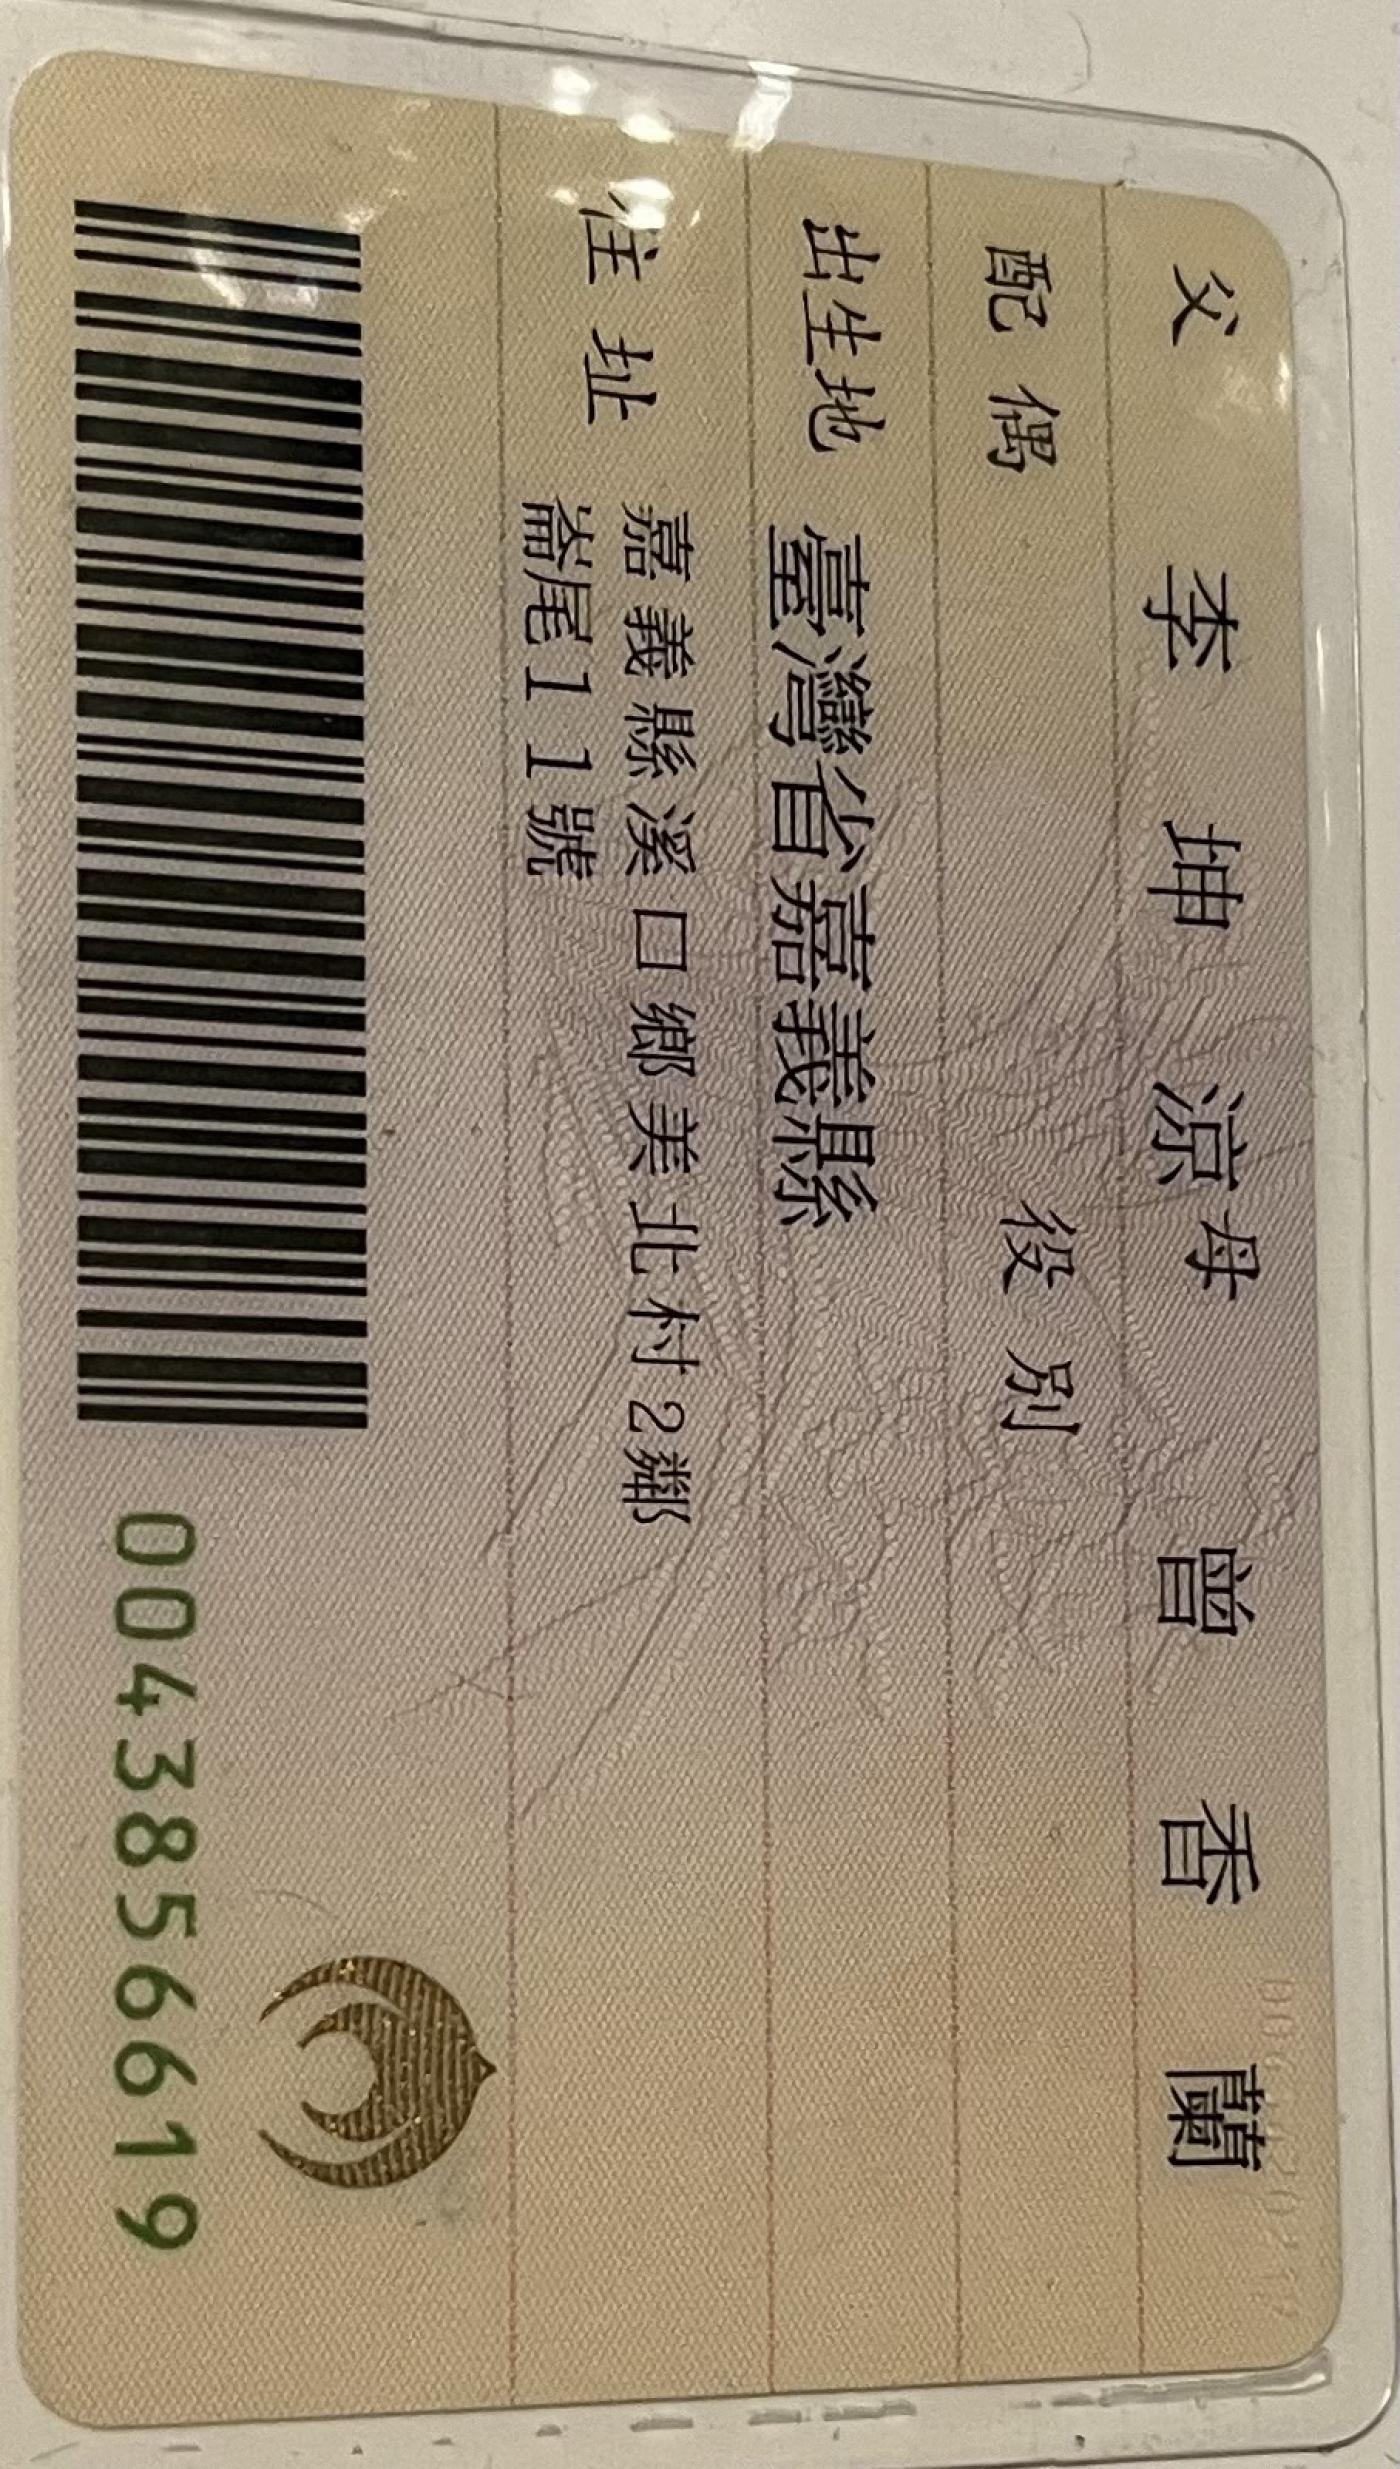 父 李坤涼 母 曾香蘭
配偶 役別
出生地 臺灣省嘉義縣
住址 嘉義縣溪口鄉美北村2鄰
崙尾11號
0043856619